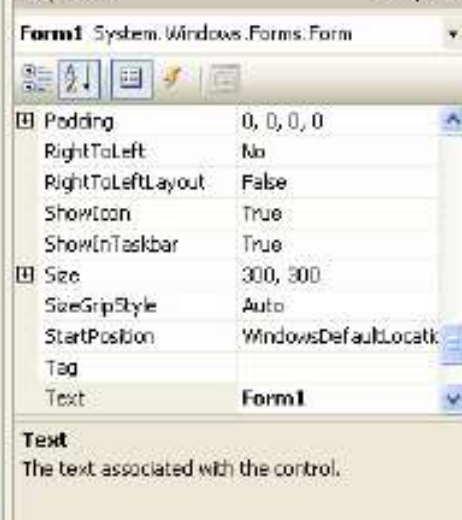 Form1 System.Windows.Forms.Form
Padding 0, 0, 0, 0
RightToLeft No
RightToLeftLayout False
ShowIcon True
ShowInTaskbar True
Size 300, 300
SizeGripStyle Auto
StartPosition WindowsDefaultLocatic
Tag
Text Form1
Text
The text associated with the control.